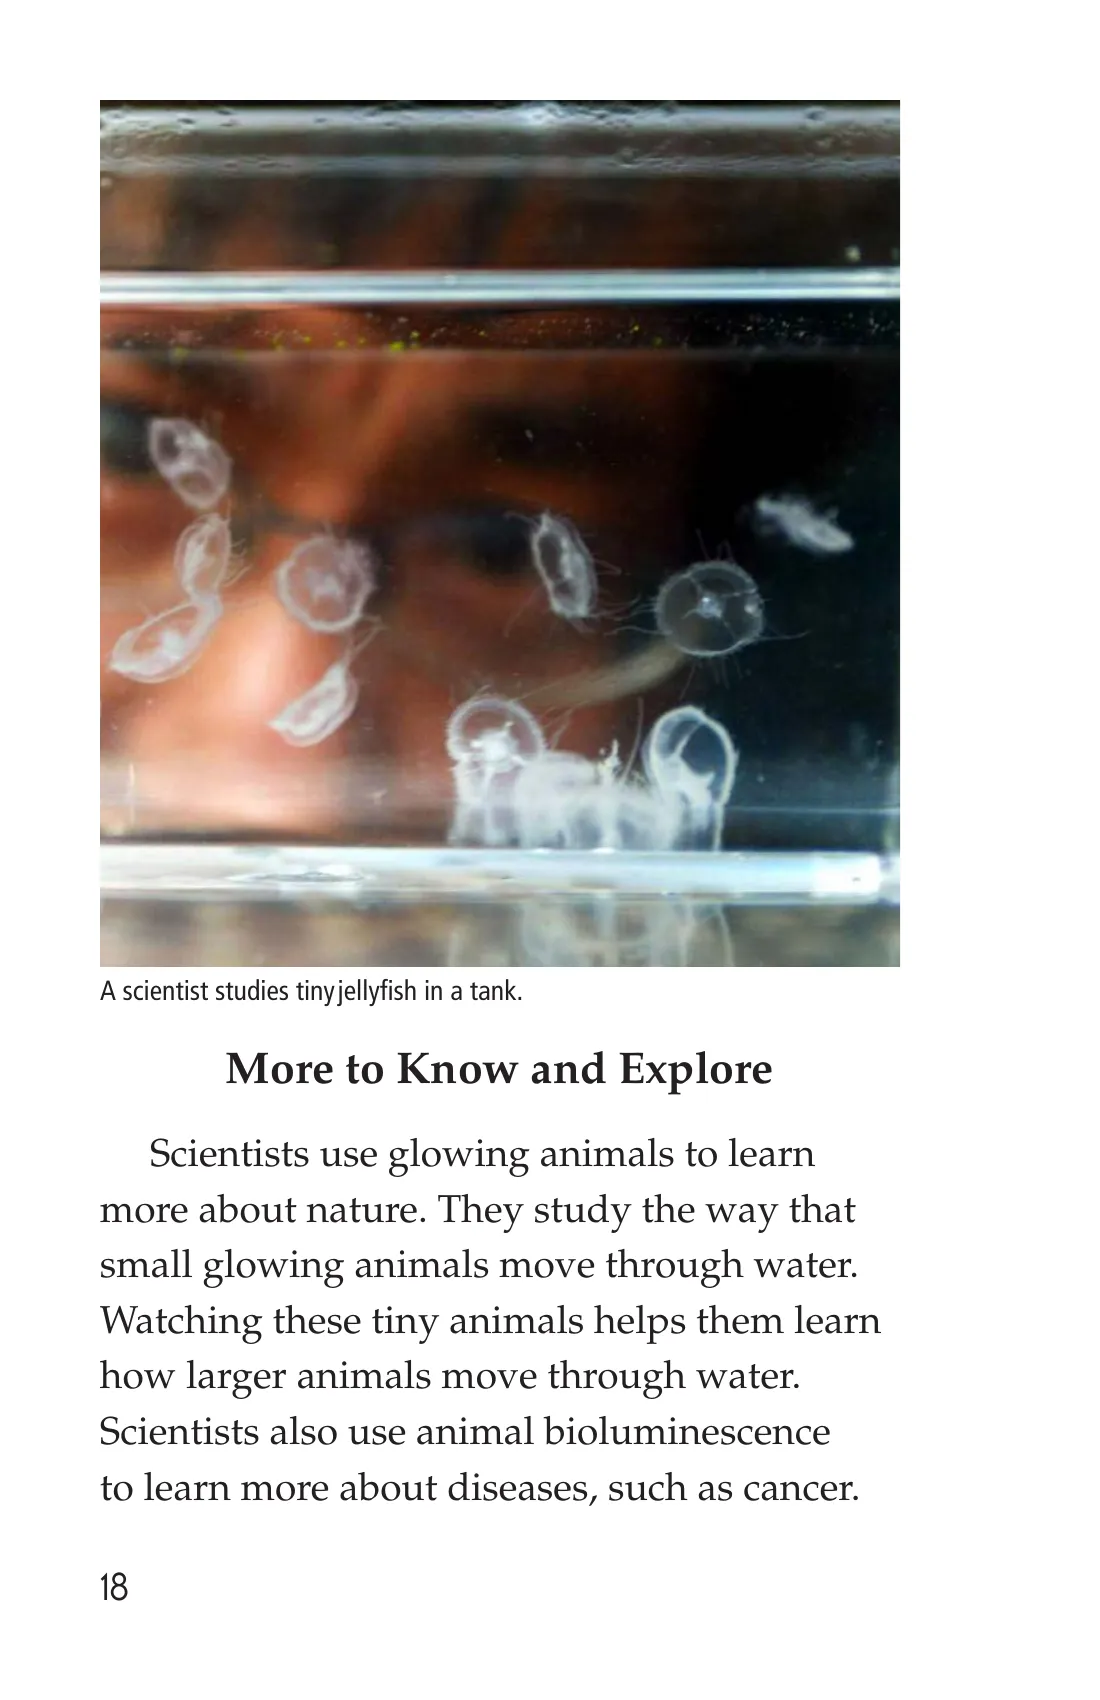 A scientist studies tiny jellyfish in a tank.
More to Know and Explore
Scientists use glowing animals to learn
more about nature. They study the way that
small glowing animals move through water.
Watching these tiny animals helps them learn
how larger animals move through water.
Scientists also use animal bioluminescence
to learn more about diseases, such as cancer.
18